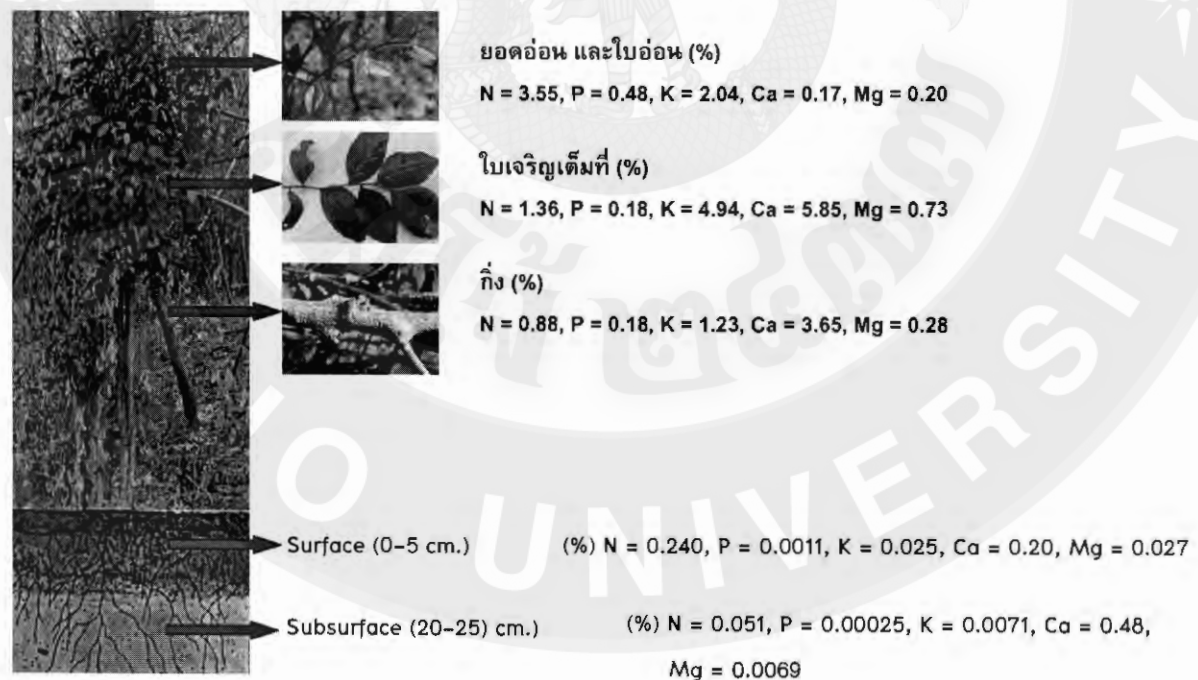 ยอดอ่อน และใบอ่อน (%)
N = 3.55, P = 0.48, K = 2.04, Ca = 0.17, Mg = 0.20
ใบเจริญเต็มที่ (%)
N = 1.36, P = 0.18, K = 4.94, Ca = 5.85, Mg = 0.73
กิ่ง (%)
N = 0.88, P = 0.18, K = 1.23, Ca = 3.65, Mg = 0.28
Surface (0–5 cm.) (%) N = 0.240, P = 0.0011, K = 0.025, Ca = 0.20, Mg = 0.027
Subsurface (20–25) cm.) (%) N = 0.051, P = 0.00025, K = 0.0071, Ca = 0.48,
Mg = 0.0069
UNIVERSITY